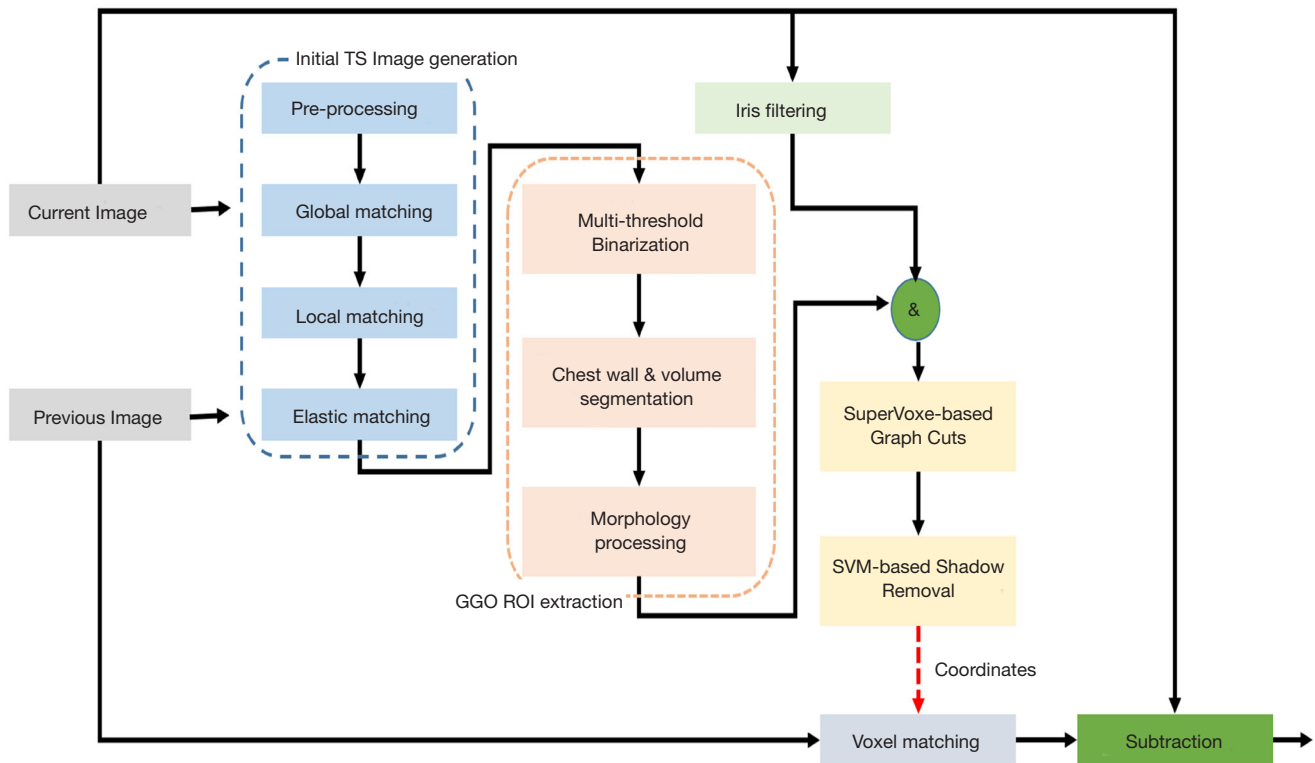 Initial TS Image generation
Pre-processing
Global matching
Local matching
Elastic matching
Current Image
Previous Image
Multi-threshold
Binarization
Chest wall & volume
segmentation
Morphology
processing
GGO ROI extraction
Iris filtering
&
SuperVoxe-based
Graph Cuts
SVM-based Shadow
Removal
Coordinates
Voxel matching
Subtraction